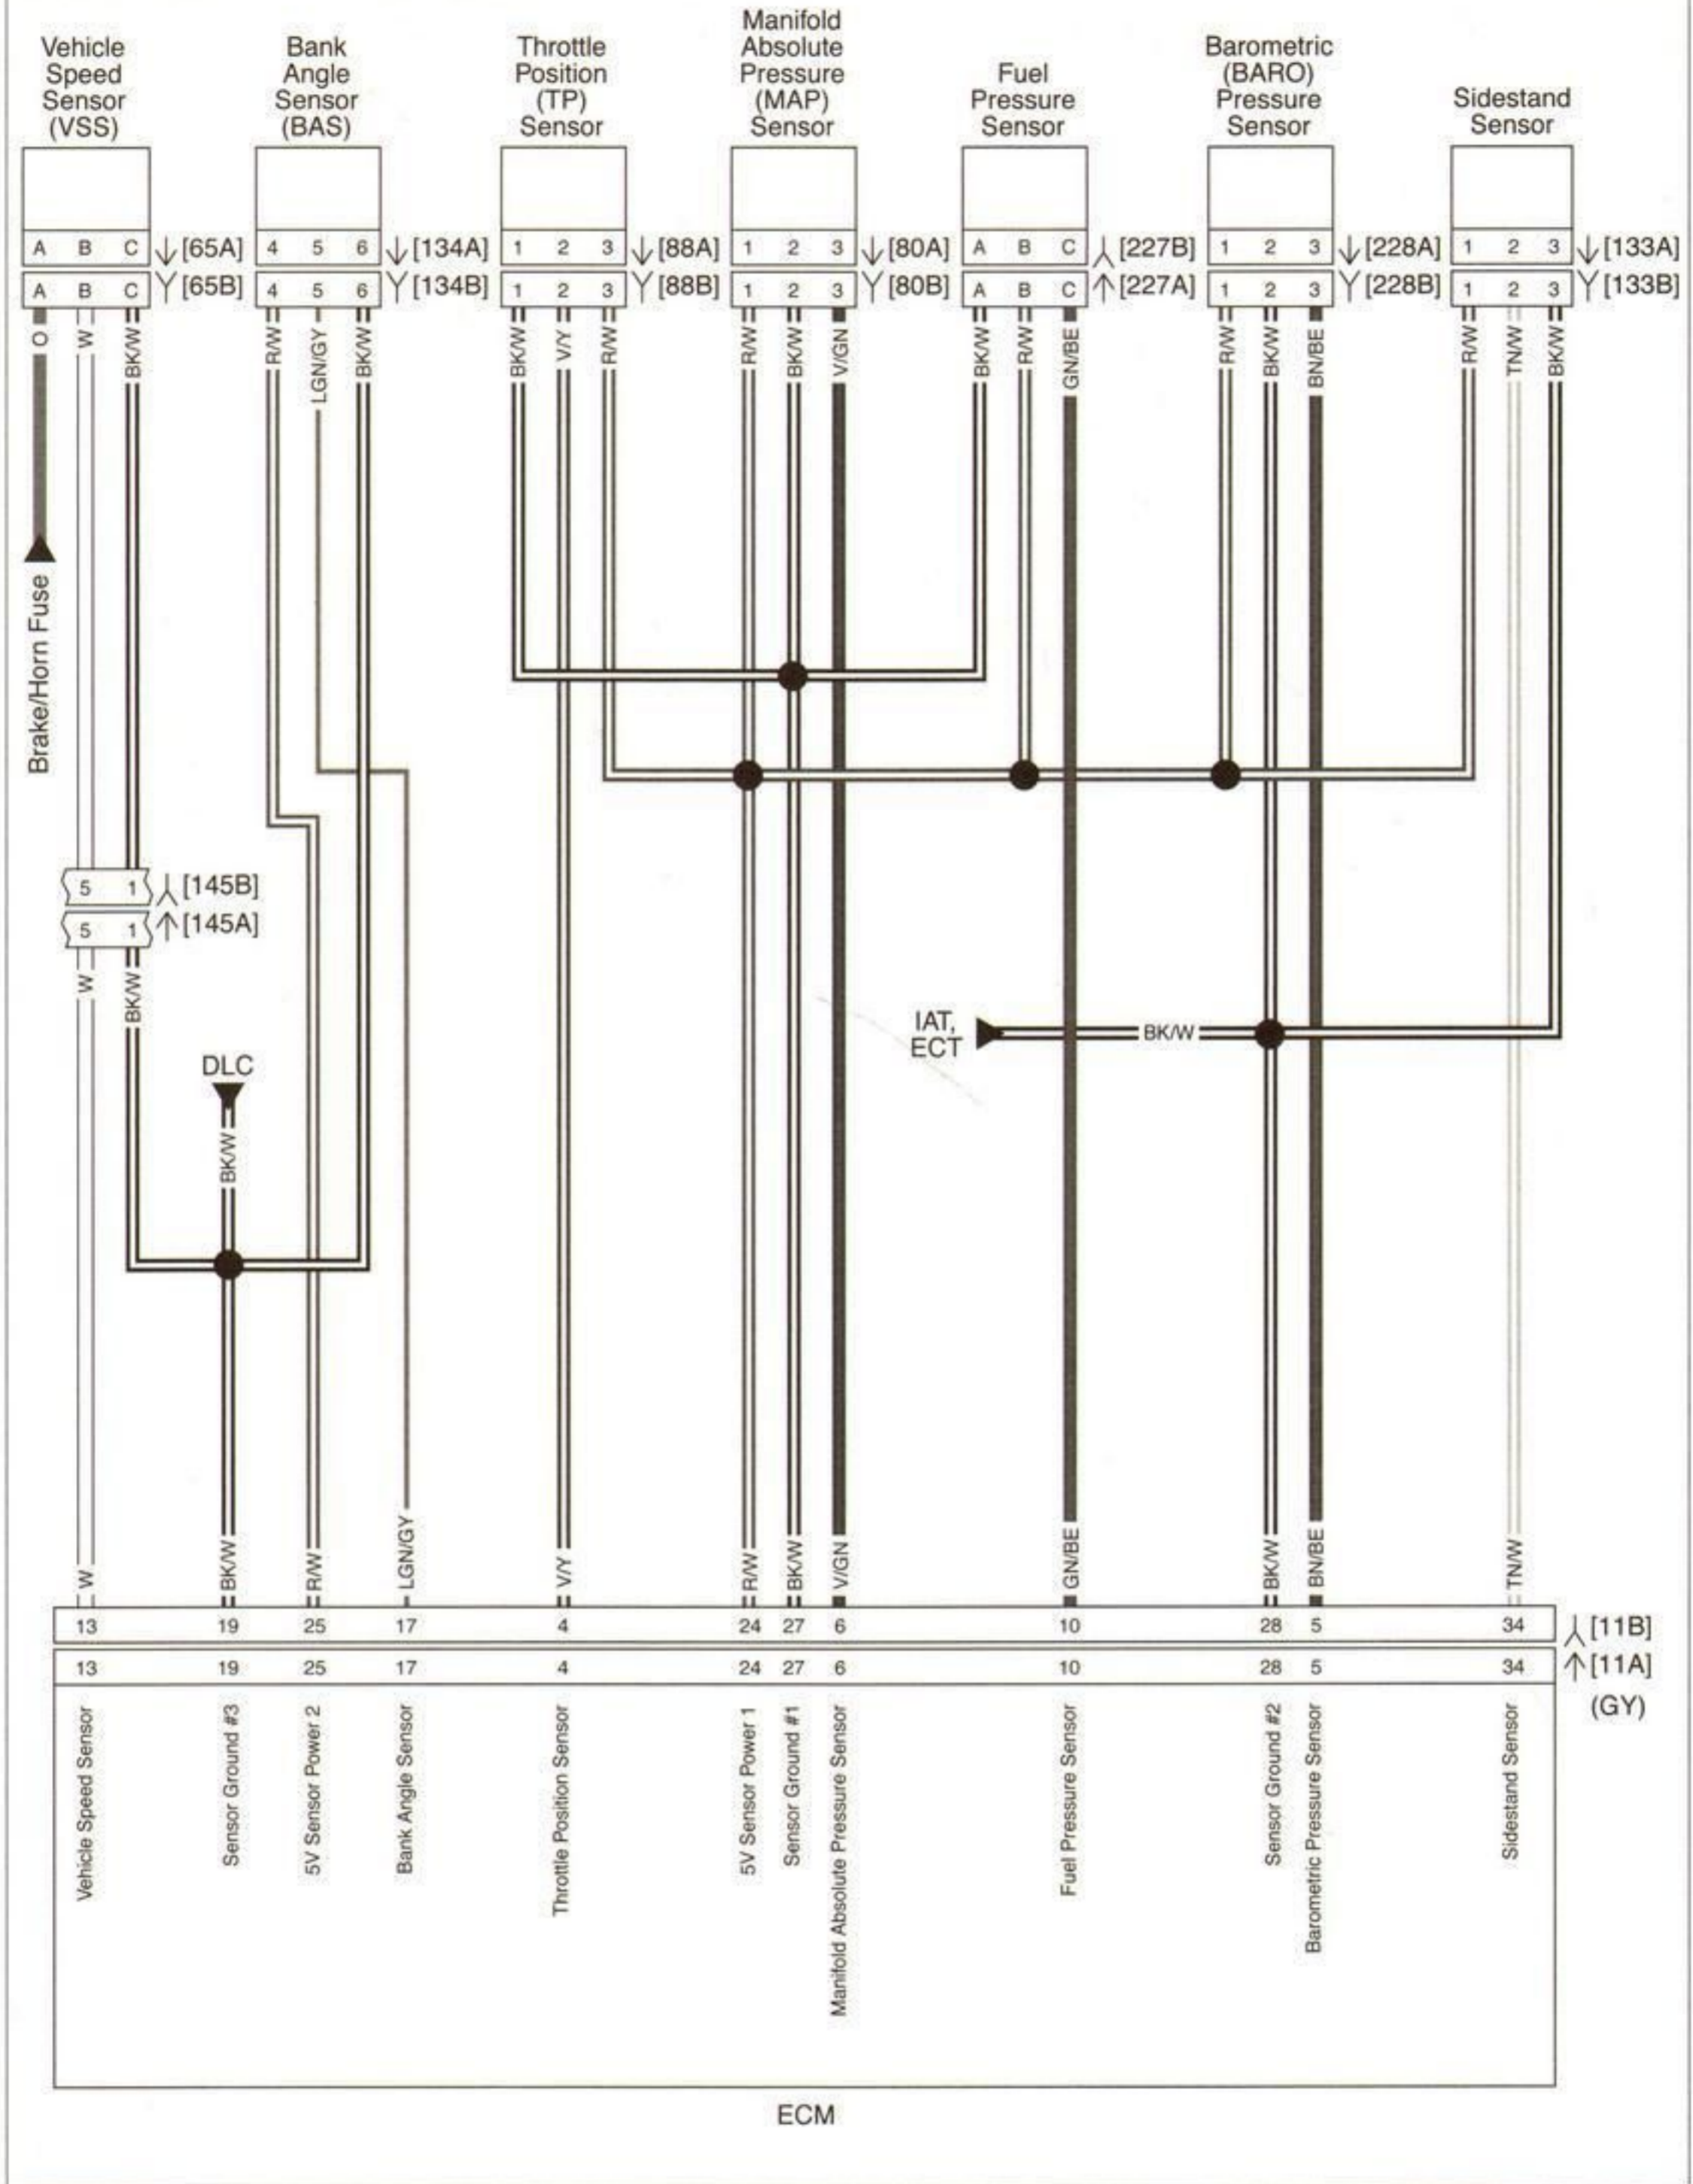 Vehicle
Speed
Sensor
(VSS)
Bank
Angle
Sensor
(BAS)
Throttle
Position
(TP)
Sensor
Manifold
Absolute
Pressure
(MAP)
Sensor
Fuel
Pressure
Sensor
Barometric
(BARO)
Pressure
Sensor
Sidestand
Sensor
A B C [65A] 4 5 6 [134A] 1 2 3 [88A] 1 2 3 [80A] A B C [227B] 1 2 3 [228A] 1 2 3 [133A]
A B C [65B] 4 5 6 [134B] 1 2 3 [88B] 1 2 3 [80B] A B C [227A] 1 2 3 [228B] 1 2 3 [133B]
O W BK/W R/W LGN/GY BK/W BK/W V/Y R/W R/W BK/W V/GN BK/W R/W GN/BE R/W BK/W BN/BE R/W TN/W BK/W
Brake/Horn Fuse
5 1 [145B]
5 1 [145A]
W BK/W
IAT,
ECT
BK/W
DLC
BK/W
W BK/W R/W LGN/GY V/Y R/W BK/W V/GN GN/BE BK/W BN/BE TN/W
13 19 25 17 4 24 27 6 10 28 5 34 [11B]
13 19 25 17 4 24 27 6 10 28 5 34 [11A]
(GY)
Vehicle Speed Sensor
Sensor Ground #3
5V Sensor Power 2
Bank Angle Sensor
Throttle Position Sensor
5V Sensor Power 1
Sensor Ground #1
Manifold Absolute Pressure Sensor
Fuel Pressure Sensor
Sensor Ground #2
Barometric Pressure Sensor
Sidestand Sensor
ECM